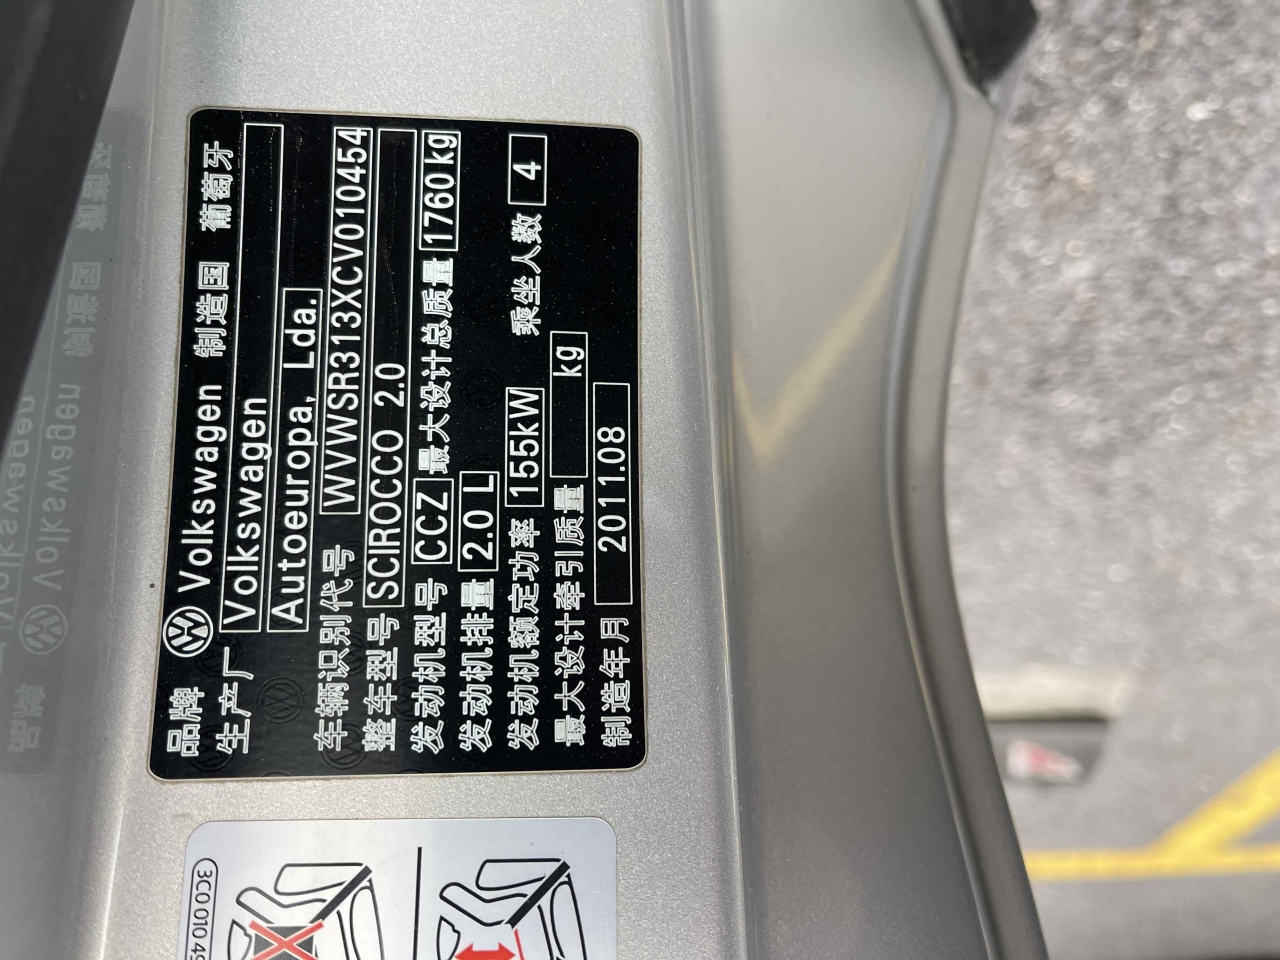 品牌 Volkswagen 制造国 葡萄牙
生产厂 Volkswagen
Autoeuropa, Lda.
车辆识别代号 WVWSR313XCV010454
整车型号 SCIROCCO 2.0
发动机型号 CCZ 最大设计总质量 1760 kg
发动机排量 2.0 L
发动机额定功率 155kW 乘坐人数 4
最大设计牵引质量 kg
制造年月 2011.08
3C0 010 49